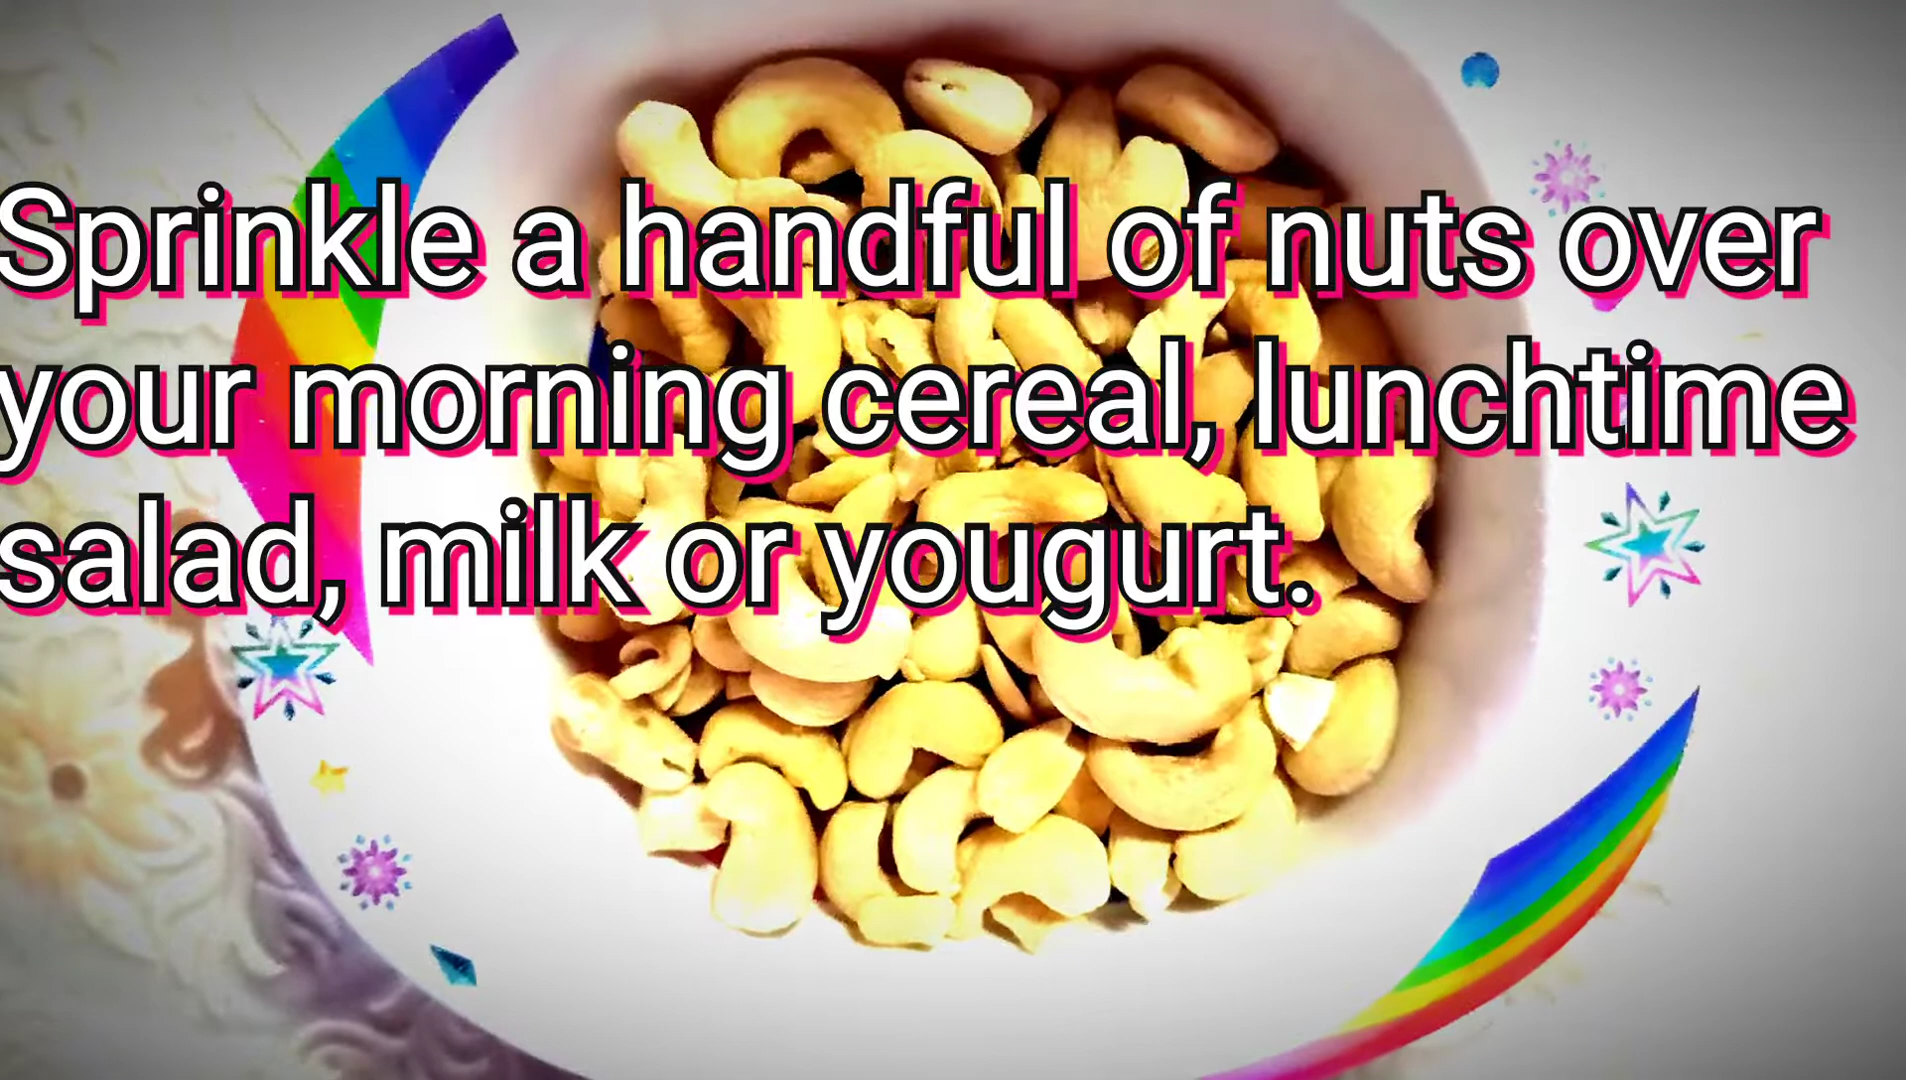 Sprinkle a handful of nuts over
your morning cereal, lunchtime
salad, milk or yougurt.